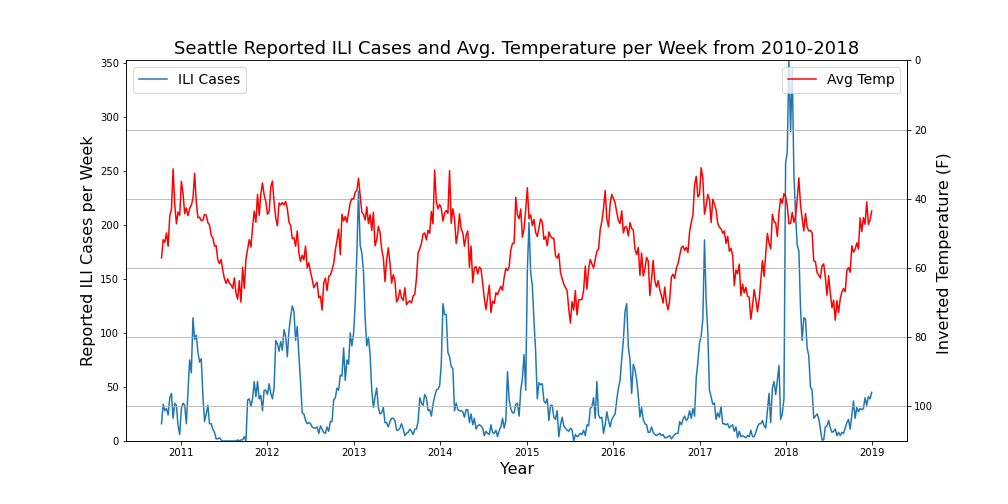 Seattle Reported ILI Cases and Avg. Temperature per Week from 2010-2018
ILI Cases
Avg Temp
Reported ILI Cases per Week
350
300
250
200
150
100
50
0
0
20
40
60
80
100
Inverted Temperature (F)
2011 2012 2013 2014 2015 2016 2017 2018 2019
Year